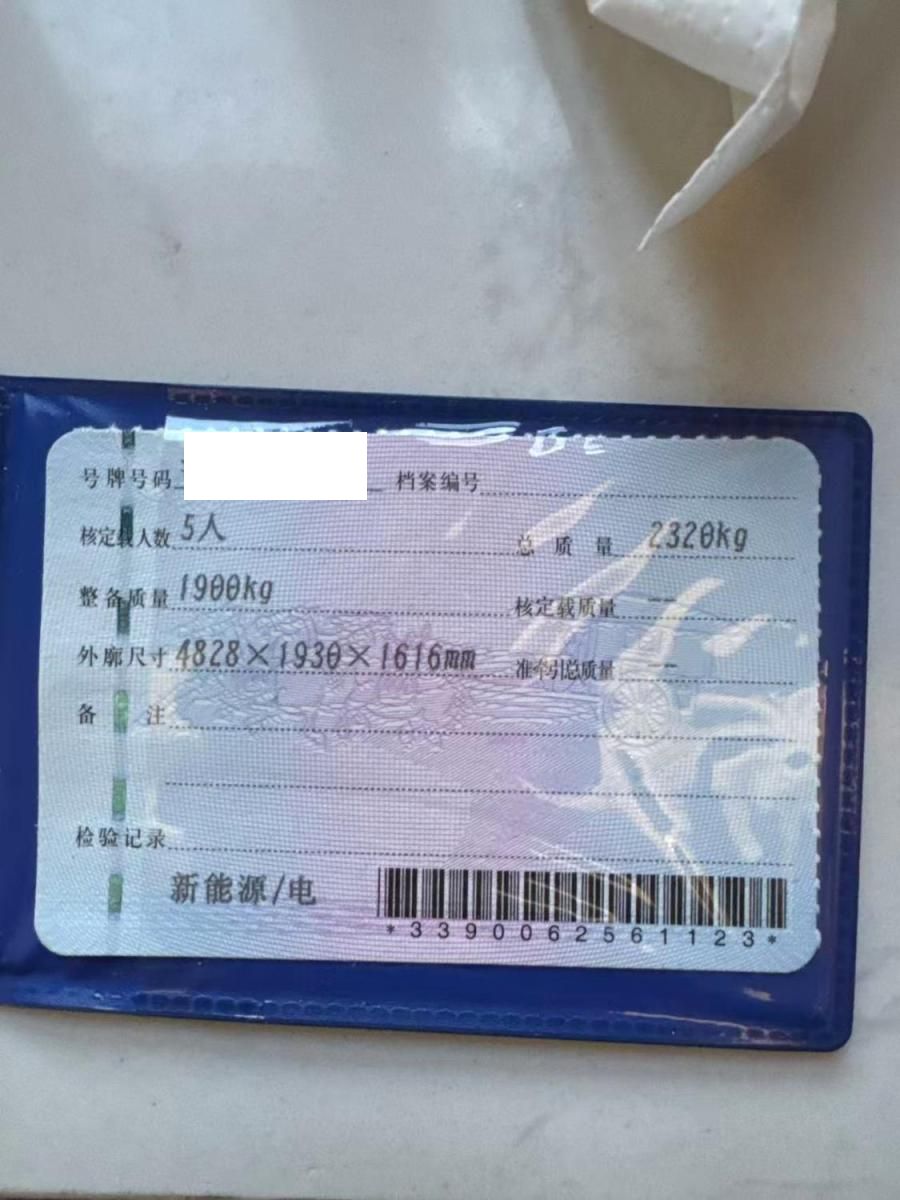 号牌号码 档案编号
核定载人数 5人 总质量 2320kg
整备质量 1900kg 核定载质量 --
外廓尺寸 4828×1930×1616mm 准牵引总质量 --
备注
检验记录
新能源/电
*3390062561123*